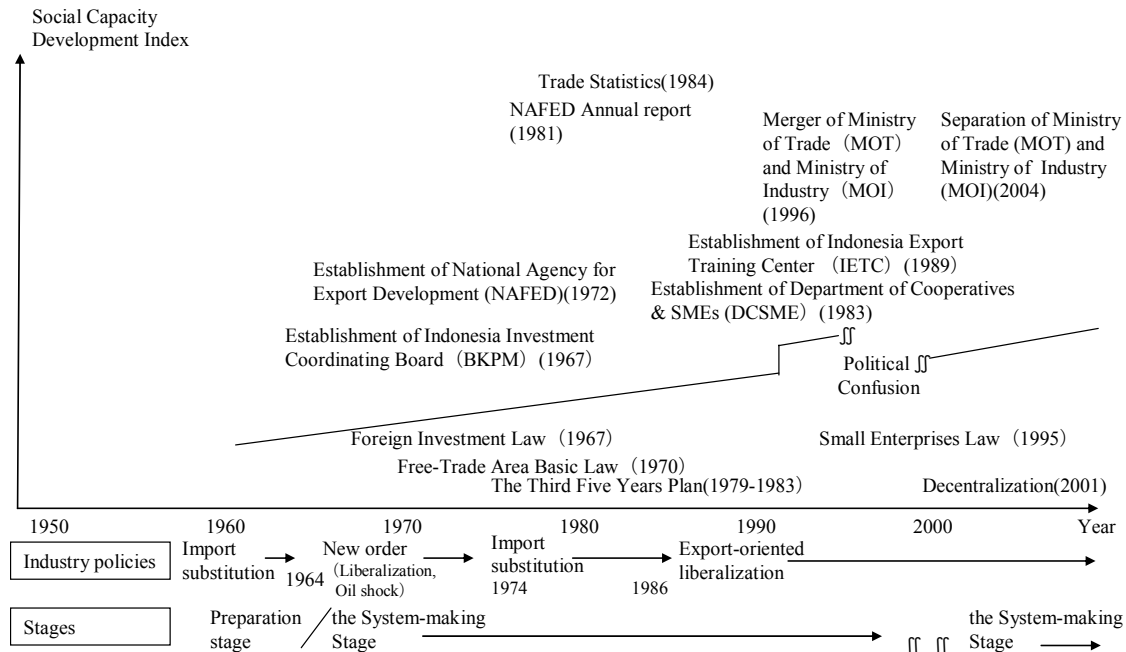 Social Capacity
Development Index
Trade Statistics(1984)
NAFED Annual report
(1981)
Merger of Ministry
of Trade（MOT）
and Ministry of
Industry（MOI）
(1996)
Separation of Ministry
of Trade (MOT) and
Ministry of  Industry
(MOI)(2004)
Establishment of Indonesia Export
Training Center （IETC）(1989)
Establishment of National Agency for
Export Development (NAFED)(1972)
Establishment of Department of Cooperatives
& SMEs (DCSME）(1983)
Establishment of Indonesia Investment
Coordinating Board（BKPM）(1967)
Political
Confusion
Foreign Investment Law（1967）
Small Enterprises Law（1995）
Free-Trade Area Basic Law（1970）
The Third Five Years Plan(1979-1983）
Decentralization(2001)
1950 1960 1970 1980 1990 2000 Year
Industry policies
Import
substitution
1964
New order
（Liberalization,
Oil shock）
Import
substitution
1974
1986
Export-oriented
liberalization
Stages
Preparation
stage
the System-making
Stage
the System-making
Stage